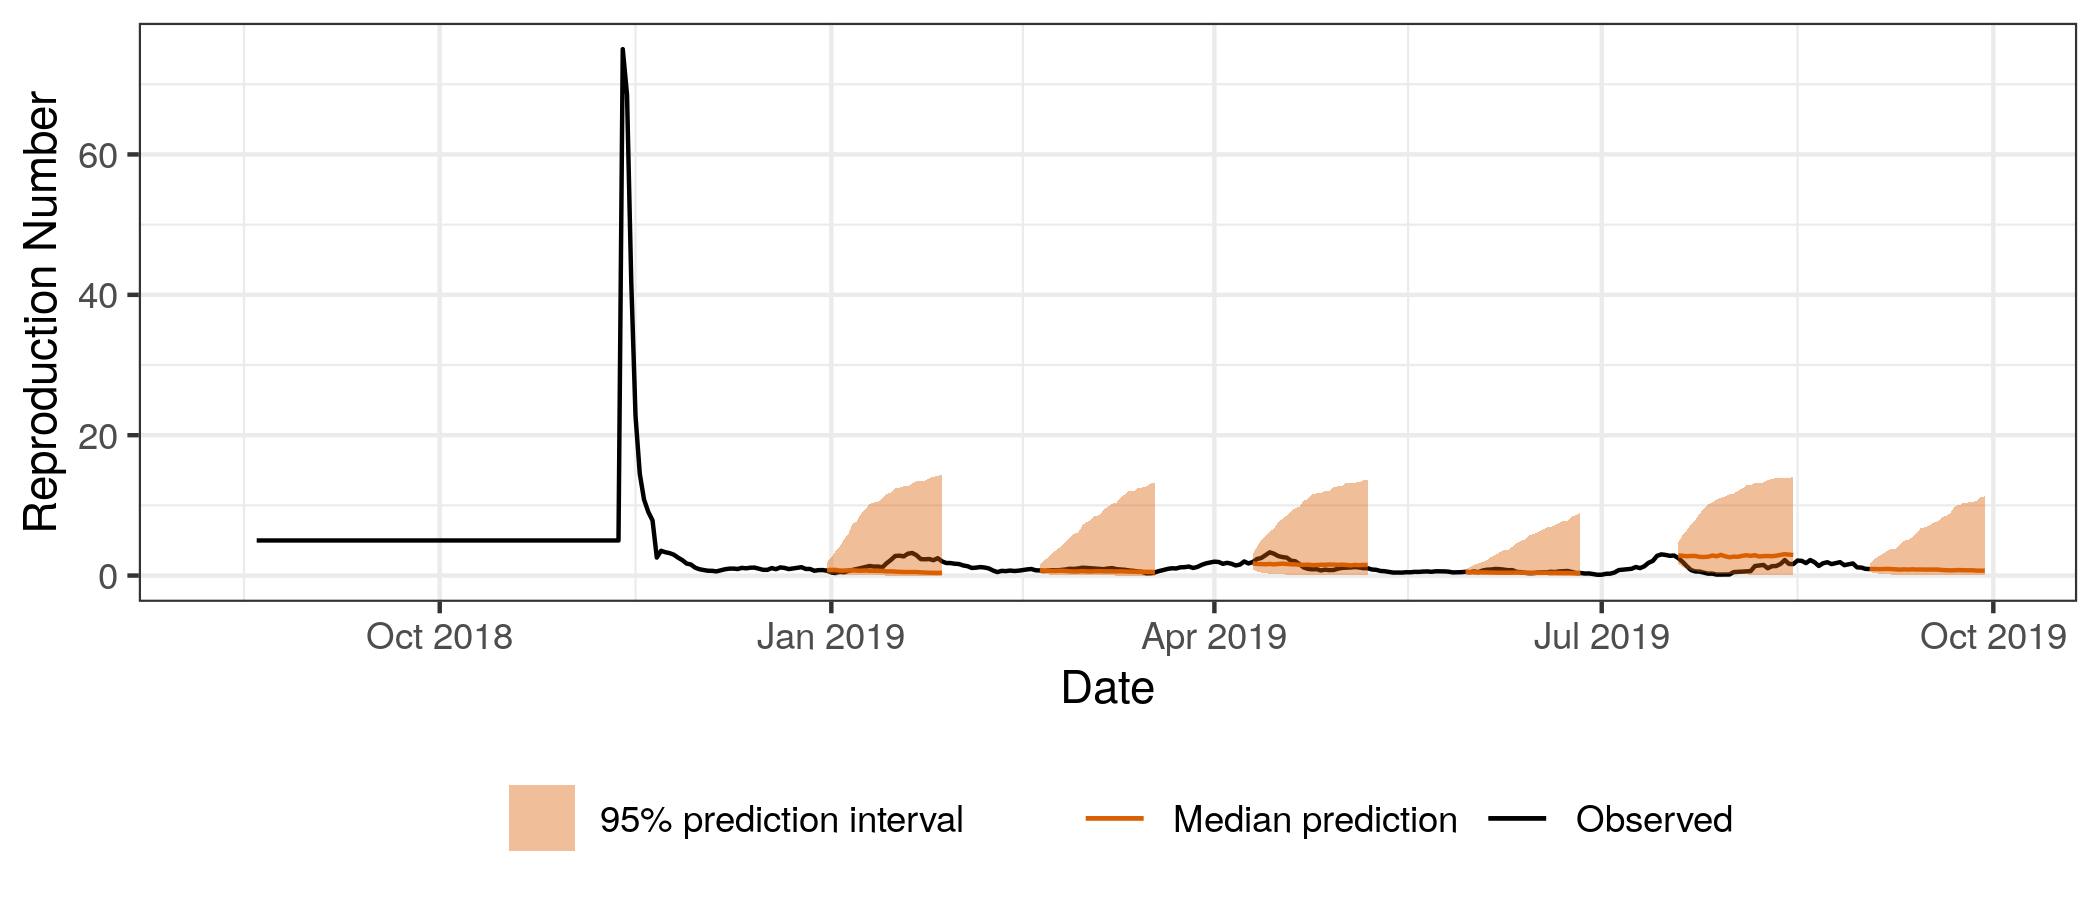 Reproduction Number
60
40
20
0
Oct 2018 Jan 2019 Apr 2019 Jul 2019 Oct 2019
Date
95% prediction interval Median prediction Observed